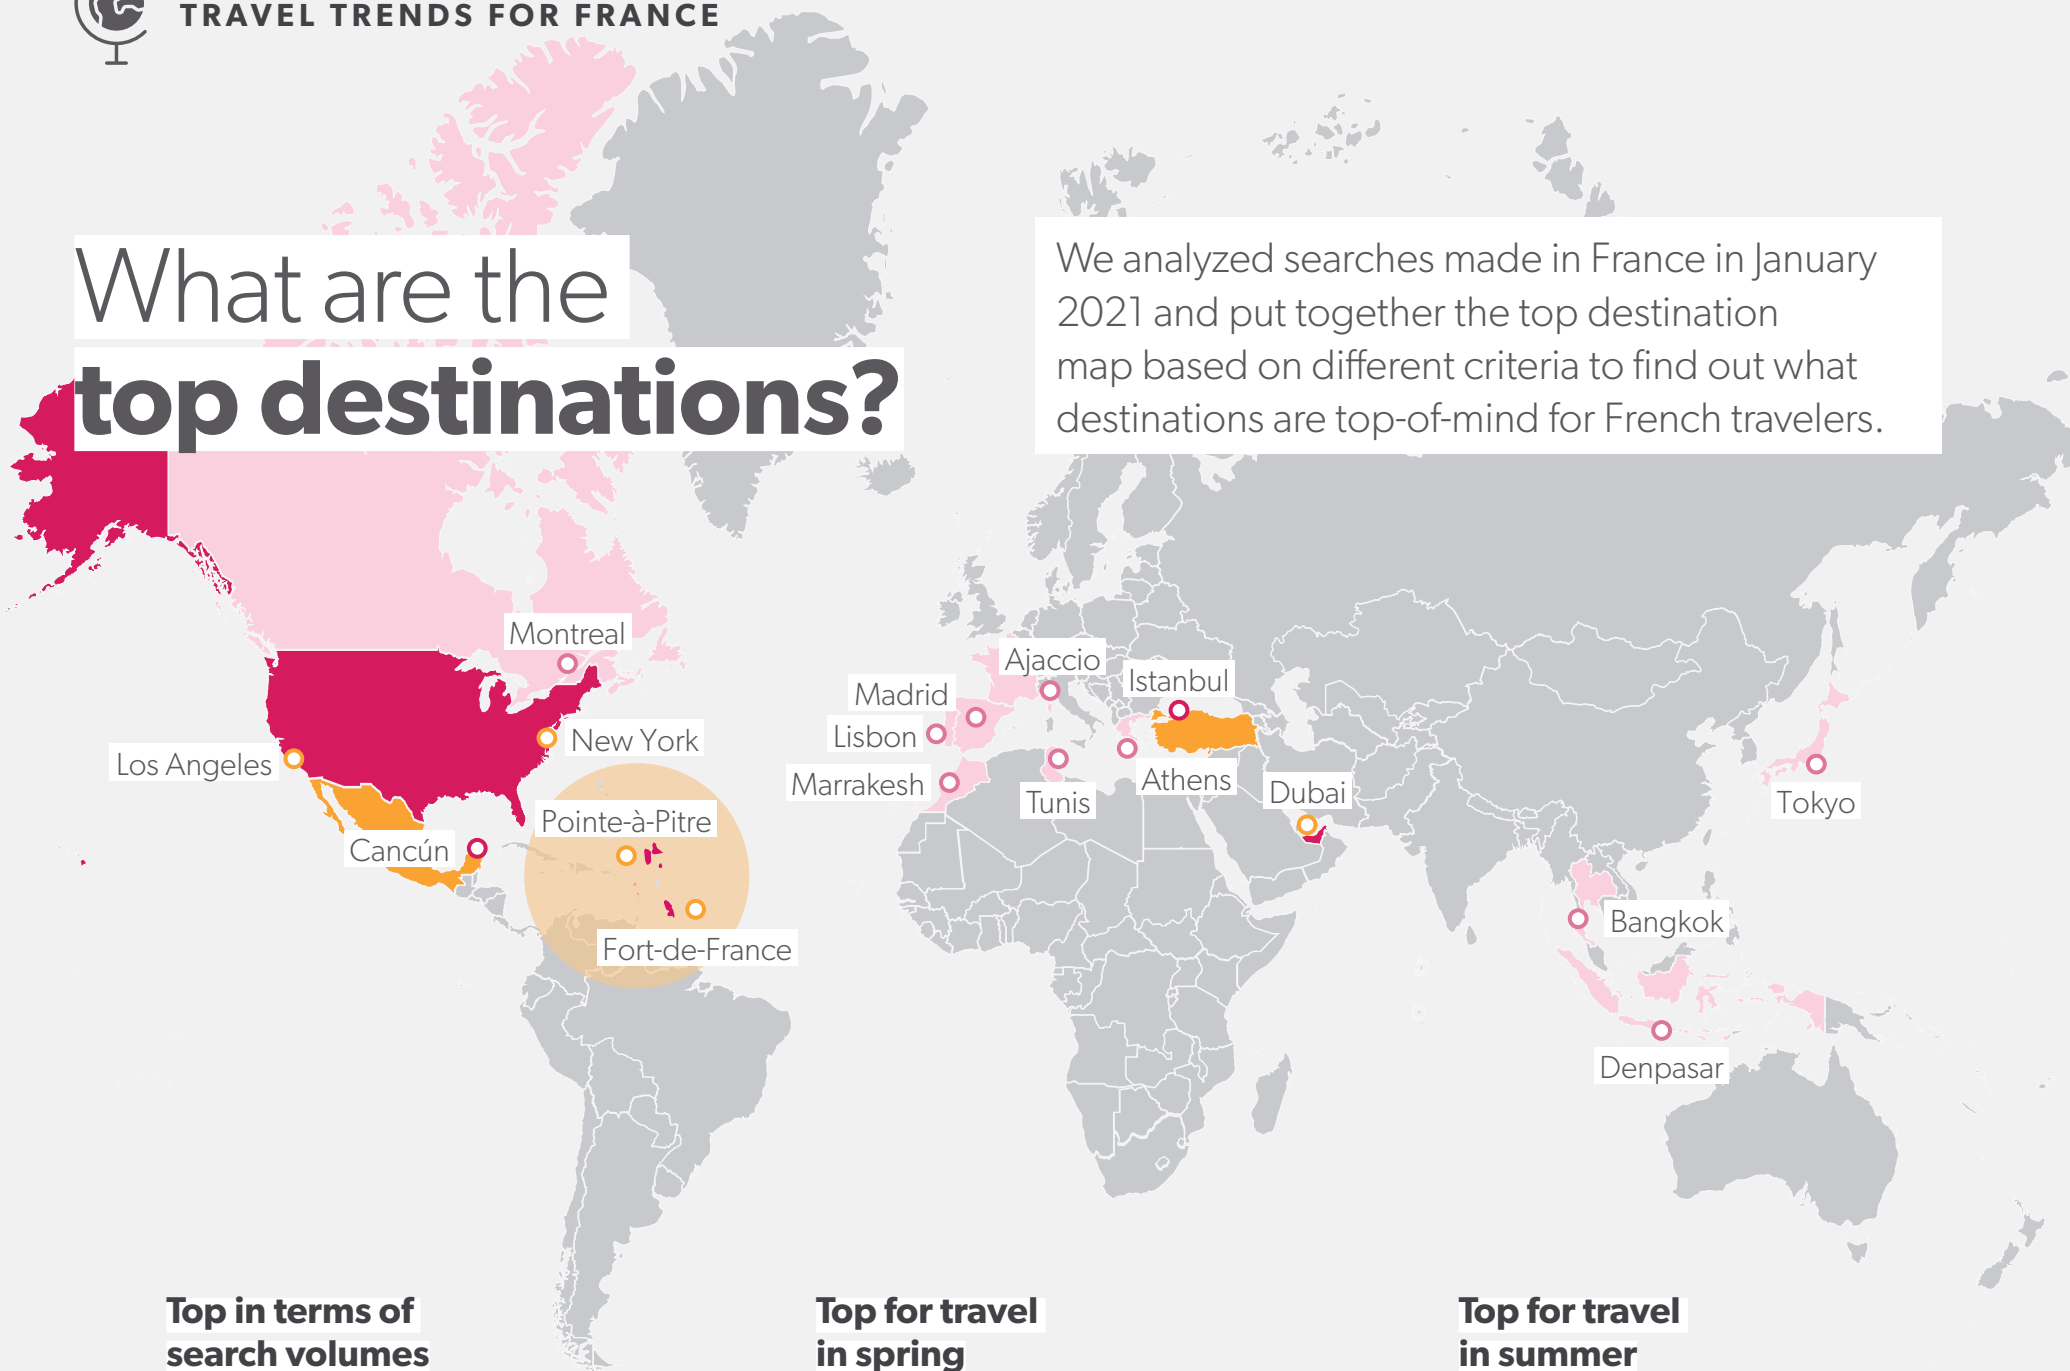 TRAVEL TRENDS FOR FRANCE
What are the
top destinations?
We analyzed searches made in France in January
2021 and put together the top destination
map based on different criteria to find out what
destinations are top-of-mind for French travelers.
Montreal
Ajaccio
Istanbul
Madrid
Lisbon
New York
Los Angeles
Marrakesh
Athens
Tunis
Dubai
Tokyo
Pointe-à-Pitre
Cancún
Bangkok
Fort-de-France
Denpasar
Top in terms of
search volumes
Top for travel
in spring
Top for travel
in summer